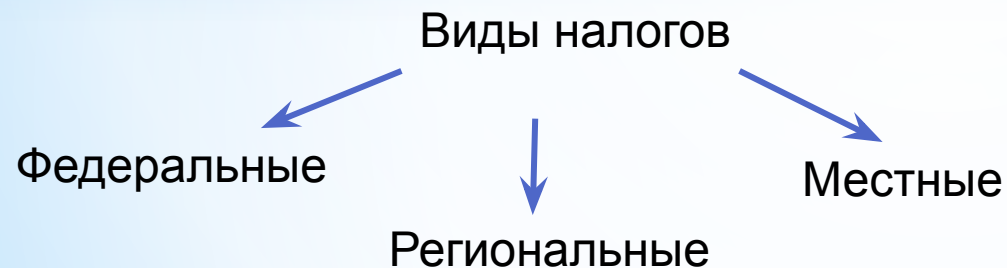 Виды налогов
Федеральные
Местные
Региональные